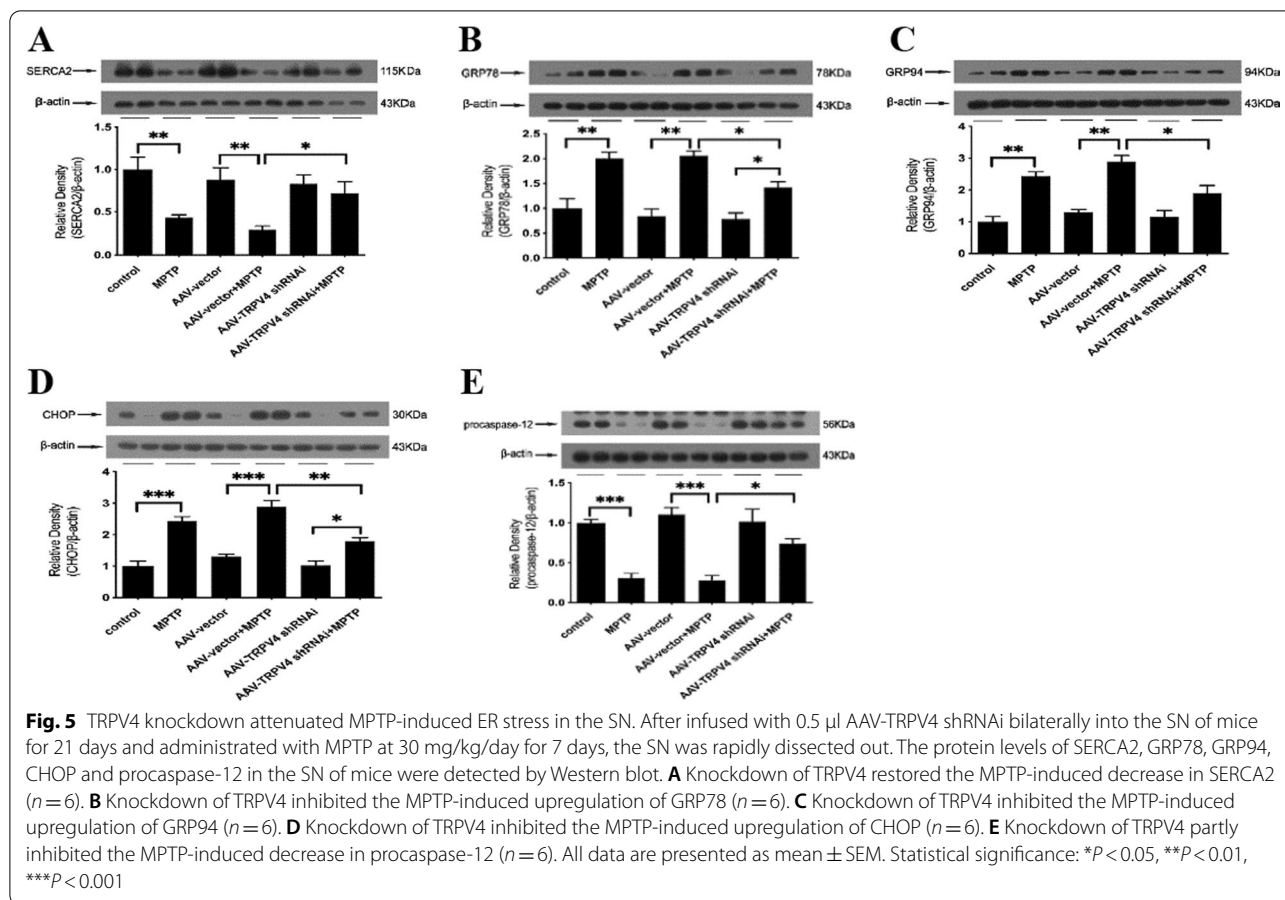 A
SERCA2
115KDa
β-actin
43KDa
**
**
*
Relative Density
(SERCA2/β-actin)
1.5
1.0
0.5
0.0
control
MPTP
AAV-vector
AAV-vector+MPTP
AAV-TRPV4 shRNAi
AAV-TRPV4 shRNAi+MPTP
B
GRP78
78KDa
β-actin
43KDa
**
**
*
*
Relative Density
(GRP78/β-actin)
2.5
2.0
1.5
1.0
0.5
0.0
control
MPTP
AAV-vector
AAV-vector+MPTP
AAV-TRPV4 shRNAi
AAV-TRPV4 shRNAi+MPTP
C
GRP94
94KDa
β-actin
43KDa
**
**
*
Relative Density
(GRP94/β-actin)
4
3
2
1
0
control
MPTP
AAV-vector
AAV-vector+MPTP
AAV-TRPV4 shRNAi
AAV-TRPV4 shRNAi+MPTP
D
CHOP
30KDa
β-actin
43KDa
***
***
**
*
Relative Density
(CHOP/β-actin)
4
3
2
1
0
control
MPTP
AAV-vector
AAV-vector+MPTP
AAV-TRPV4 shRNAi
AAV-TRPV4 shRNAi+MPTP
E
procaspase-12
56KDa
β-actin
43KDa
***
***
*
Relative Density
(procaspase-12/β-actin)
1.5
1.0
0.5
0.0
control
MPTP
AAV-vector
AAV-vector+MPTP
AAV-TRPV4 shRNAi
AAV-TRPV4 shRNAi+MPTP
Fig. 5 TRPV4 knockdown attenuated MPTP-induced ER stress in the SN. After infused with 0.5 μl AAV-TRPV4 shRNAi bilaterally into the SN of mice
for 21 days and administrated with MPTP at 30 mg/kg/day for 7 days, the SN was rapidly dissected out. The protein levels of SERCA2, GRP78, GRP94,
CHOP and procaspase-12 in the SN of mice were detected by Western blot. A Knockdown of TRPV4 restored the MPTP-induced decrease in SERCA2
(n = 6). B Knockdown of TRPV4 inhibited the MPTP-induced upregulation of GRP78 (n = 6). C Knockdown of TRPV4 inhibited the MPTP-induced
upregulation of GRP94 (n = 6). D Knockdown of TRPV4 inhibited the MPTP-induced upregulation of CHOP (n = 6). E Knockdown of TRPV4 partly
inhibited the MPTP-induced decrease in procaspase-12 (n = 6). All data are presented as mean ± SEM. Statistical significance: *P < 0.05, **P < 0.01,
***P < 0.001